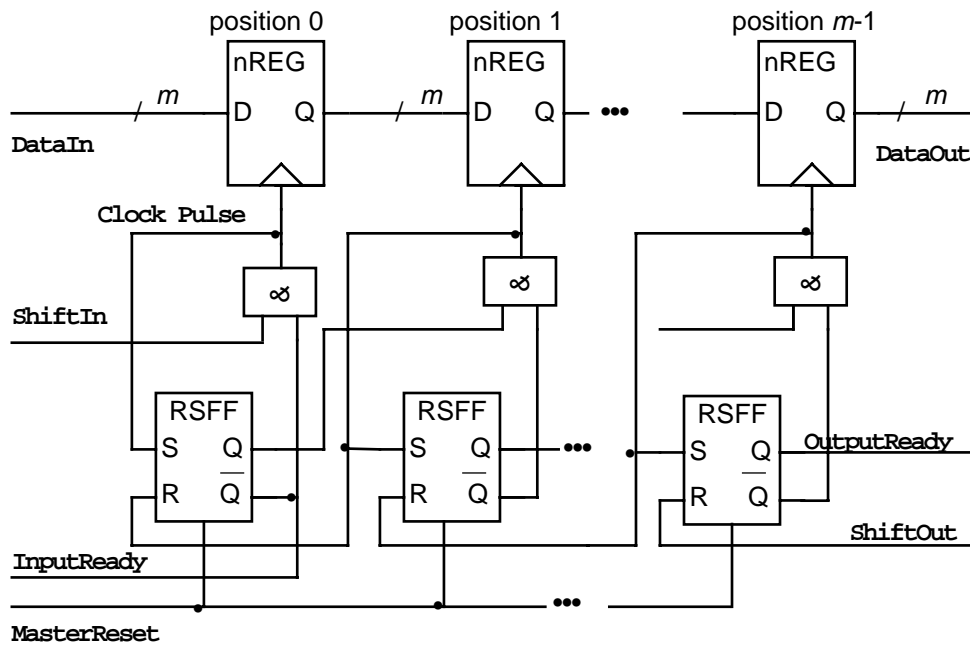 position 0 position 1 position m-1
nREG nREG nREG
m m m
D Q D Q ••• D Q
DataIn DataOut
Clock Pulse
& & &
ShiftIn
RSFF RSFF RSFF
S Q S Q ••• S Q OutputReady
R Q R Q R Q
ShiftOut
InputReady
•••
MasterReset